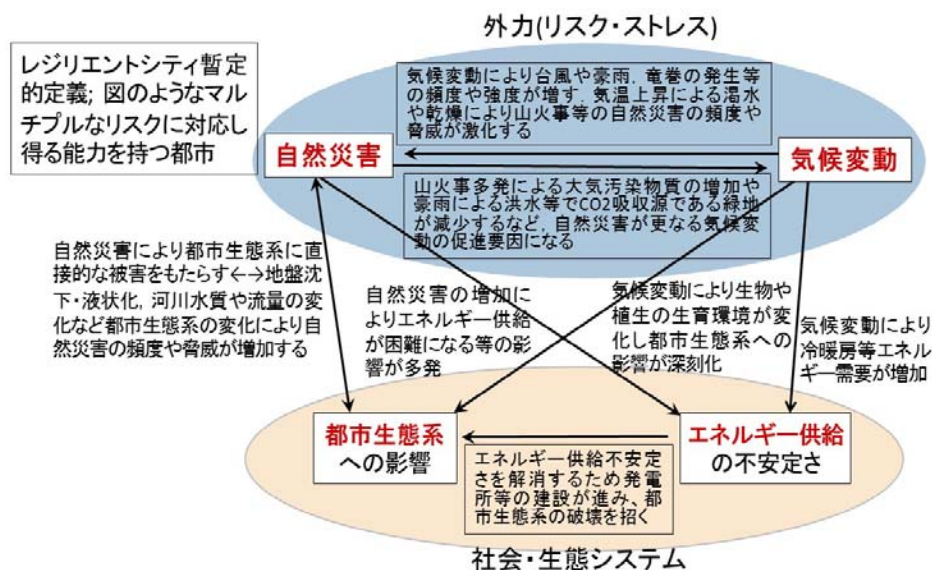 外力(リスク・ストレス)
レジリエントシティ暫定
的定義; 図のようなマル
チプルなリスクに対応し
得る能力を持つ都市
気候変動により台風や豪雨, 竜巻の発生等
の頻度や強度が増す, 気温上昇による渇水
や乾燥により山火事等の自然災害の頻度や
脅威が激化する
自然災害
気候変動
山火事多発による大気汚染物質の増加や
豪雨による洪水等でCO2吸収源である緑地
が減少するなど, 自然災害が更なる気候変
動の促進要因になる
自然災害により都市生態系に直
接的な被害をもたらす←→地盤沈
下・液状化, 河川水質や流量の変
化など都市生態系の変化により自
然災害の頻度や脅威が増加する
自然災害の増加に
よりエネルギー供給
が困難になる等の影
響が多発
気候変動により生物や
植生の生育環境が変
化し都市生態系への
影響が深刻化
気候変動により
冷暖房等エネル
ギー需要が増加
都市生態系
への影響
エネルギー供給
の不安定さ
エネルギー供給不安定
さを解消するため発電
所等の建設が進み、都
市生態系の破壊を招く
社会・生態システム